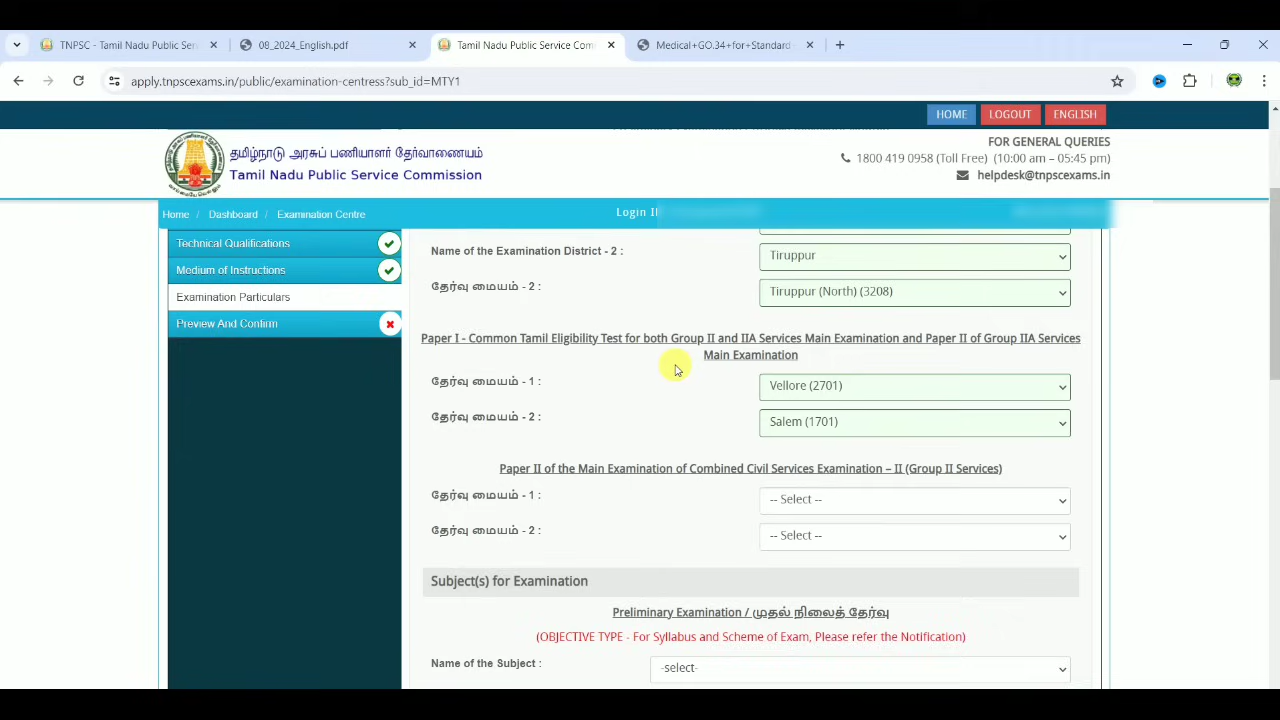 TNPSC - Tamil Nadu Public Serv
08_2024_English.pdf
Tamil Nadu Public Service Com
Medical+GO.34+for+Standard
apply.tnpscexams.in/public/examination-centress?sub_id=MTY1
HOME
LOGOUT
ENGLISH
தமிழ்நாடு அரசுப் பணியாளர் தேர்வாணையம்
Tamil Nadu Public Service Commission
FOR GENERAL QUERIES
1800 419 0958 (Toll Free) (10:00 am – 05:45 pm)
helpdesk@tnpscexams.in
Home / Dashboard / Examination Centre
Login I
Technical Qualifications
Modium of Instructions
Examination Particulars
Preview And Confirm
Name of the Examination District - 2 :
Tiruppur
தேர்வு மையம் - 2 :
Tiruppur (North) (3208)
Paper I - Common Tamil Eligibility Test for both Group II and IIA Services Main Examination and Paper II of Group IIA Services
Main Examination
தேர்வு மையம் - 1 :
Vellore (2701)
தேர்வு மையம் - 2 :
Salem (1701)
Paper II of the Main Examination of Combined Civil Services Examination – II (Group II Services)
தேர்வு மையம் - 1 :
-- Select --
தேர்வு மையம் - 2 :
-- Select --
Subject(s) for Examination
Preliminary Examination / முதல் நிலைத் தேர்வு
(OBJECTIVE TYPE - For Syllabus and Scheme of Exam, Please refer the Notification)
Name of the Subject :
-select-